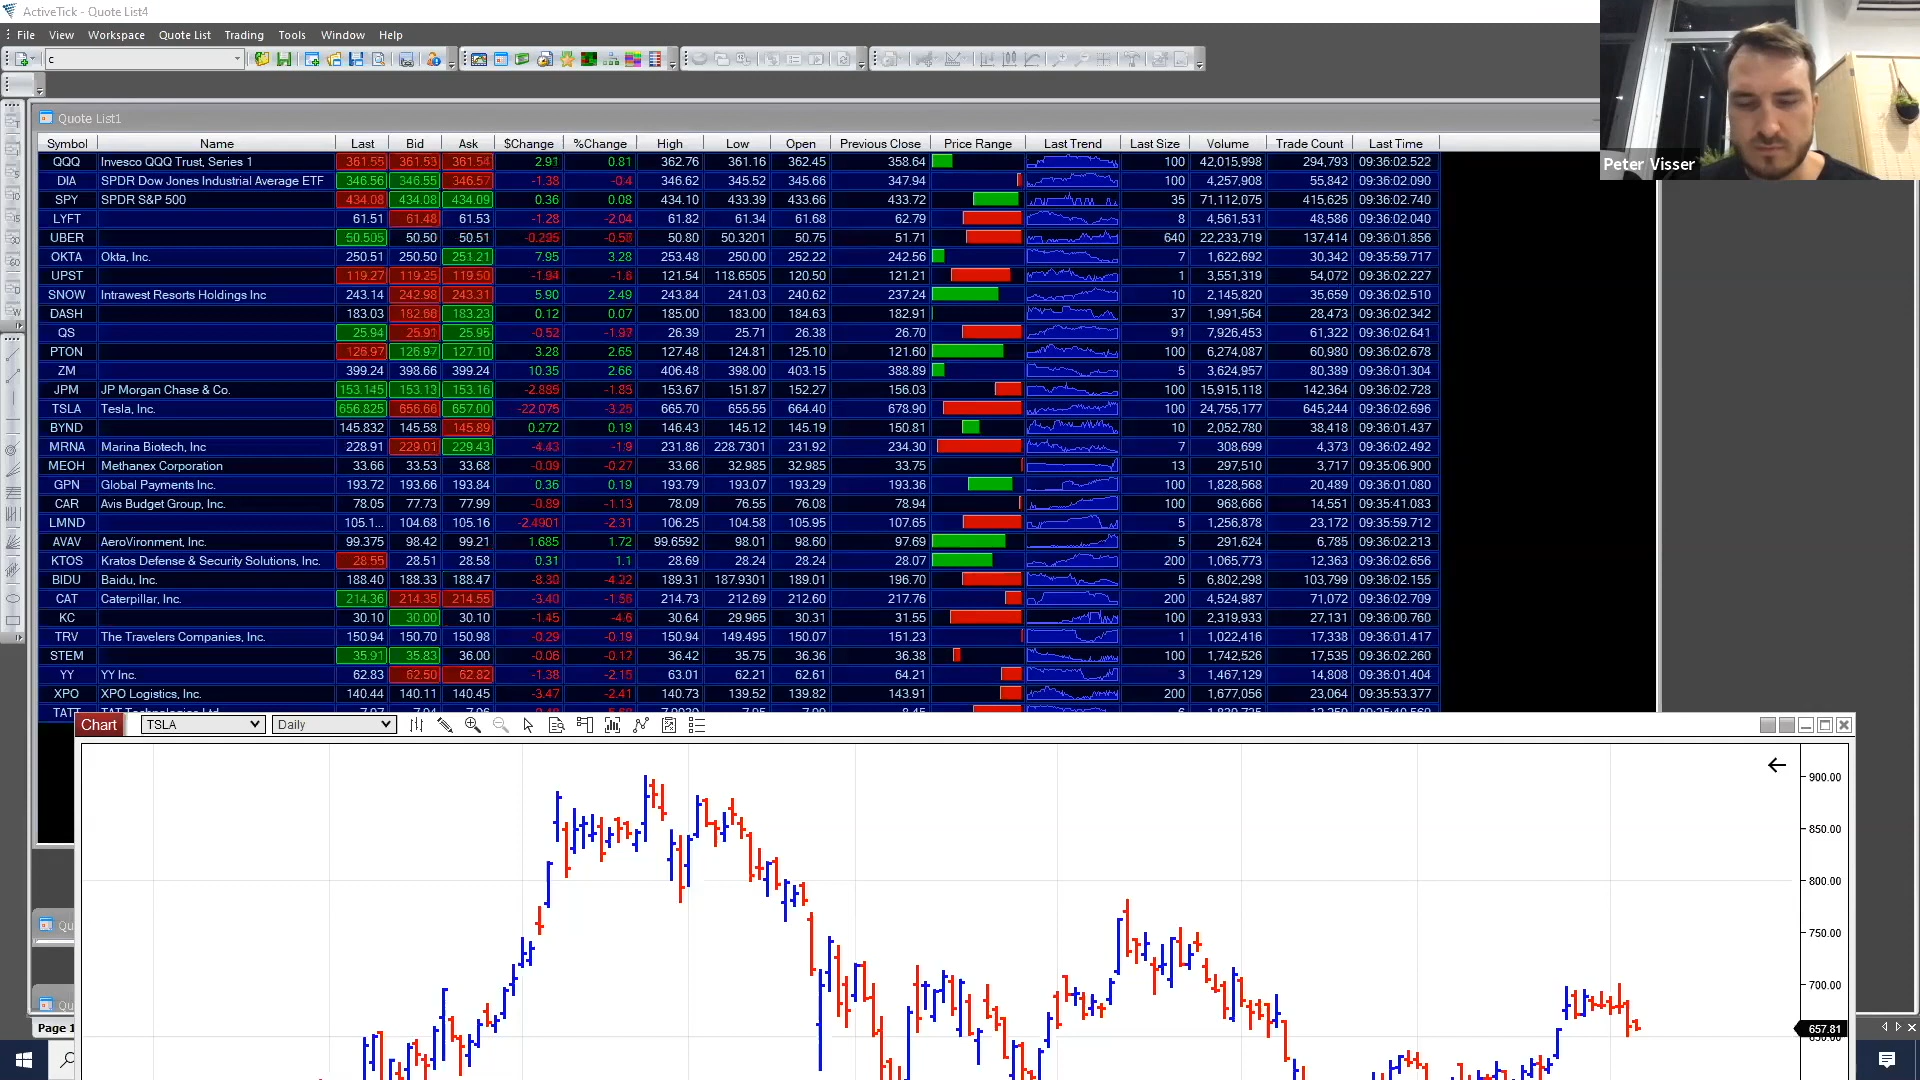 ActiveTick - Quote List4
File View Workspace Quote List Trading Tools Window Help
c
Quote List1
Symbol Name Last Bid Ask $Change %Change High Low Open Previous Close Price Range Last Trend Last Size Volume Trade Count Last Time
QQQ Invesco QQQ Trust, Series 1 361.55 361.53 361.54 2.91 0.81 362.76 361.16 362.45 358.64 100 42,015,998 294,793 09:36:02.522
DIA SPDR Dow Jones Industrial Average ETF 346.56 346.55 346.57 -1.38 -0.4 346.62 345.52 345.66 347.94 100 4,257,908 55,842 09:36:02.090
SPY SPDR S&P 500 434.08 434.08 434.09 0.36 0.08 434.10 433.39 433.66 433.72 35 71,112,075 415,625 09:36:02.740
LYFT 61.51 61.48 61.53 -1.28 -2.04 61.82 61.34 61.68 62.79 8 4,561,531 48,586 09:36:02.040
UBER 50.505 50.50 50.51 -0.295 -0.58 50.80 50.3201 50.75 51.71 640 22,233,719 137,414 09:36:01.856
OKTA Okta, Inc. 250.51 250.50 251.21 7.95 3.28 253.48 250.00 252.22 242.56 7 1,622,692 30,342 09:35:59.717
UPST 119.27 119.25 119.50 -1.94 -1.6 121.54 118.6505 120.50 121.21 1 3,551,319 54,072 09:36:02.227
SNOW Intrawest Resorts Holdings Inc 243.14 242.98 243.31 5.90 2.49 243.84 241.03 240.62 237.24 10 2,145,820 35,659 09:36:02.510
DASH 183.03 182.68 183.23 0.12 0.07 185.00 183.00 184.63 182.91 37 1,991,564 28,473 09:36:02.342
QS 25.94 25.91 25.95 -0.52 -1.97 26.39 25.71 26.38 26.70 91 7,926,453 61,322 09:36:02.641
PTON 126.97 126.97 127.10 3.28 2.65 127.48 124.81 125.10 121.60 100 6,274,087 60,980 09:36:02.678
ZM 399.24 398.66 399.24 10.35 2.66 406.48 398.00 403.15 388.89 5 3,624,957 80,389 09:36:01.304
JPM JP Morgan Chase & Co. 153.145 153.13 153.16 -2.885 -1.85 153.67 151.87 152.27 156.03 100 15,915,118 142,364 09:36:02.728
TSLA Tesla, Inc. 656.825 656.66 657.00 -22.075 -3.25 665.70 655.55 664.40 678.90 100 24,755,177 645,244 09:36:02.696
BYND 145.832 145.58 145.89 0.272 0.19 146.43 145.12 145.19 150.81 10 2,052,780 38,418 09:36:01.437
MRNA Marina Biotech, Inc 228.91 229.01 229.43 -4.43 -1.9 231.86 228.7301 231.92 234.30 7 308,699 4,373 09:36:02.492
MEOH Methanex Corporation 33.66 33.53 33.68 -0.09 -0.27 33.66 32.985 32.985 33.75 13 297,510 3,717 09:35:06.900
GPN Global Payments Inc. 193.72 193.66 193.84 0.36 0.19 193.79 193.07 193.29 193.36 100 1,828,568 20,489 09:36:01.080
CAR Avis Budget Group, Inc. 78.05 77.73 77.99 -0.89 -1.13 78.09 76.55 76.08 78.94 100 968,666 14,551 09:35:41.083
LMND 105.1... 104.68 105.16 -2.4901 -2.31 106.25 104.58 105.95 107.65 5 1,256,878 23,172 09:35:59.712
AVAV AeroVironment, Inc. 99.375 98.42 99.21 1.685 1.72 99.6592 98.01 98.60 97.69 5 291,624 6,785 09:36:02.213
KTOS Kratos Defense & Security Solutions, Inc. 28.55 28.51 28.58 0.31 1.1 28.69 28.24 28.24 28.07 200 1,065,773 12,363 09:36:02.656
BIDU Baidu, Inc. 188.40 188.33 188.47 -8.30 -4.22 189.31 187.9301 189.01 196.70 5 6,802,298 103,799 09:36:02.155
CAT Caterpillar, Inc. 214.36 214.35 214.55 -3.40 -1.56 214.73 212.69 212.60 217.76 200 4,524,987 71,072 09:36:02.709
KC 30.10 30.00 30.10 -1.45 -4.6 30.64 29.965 30.31 31.55 100 2,319,933 27,131 09:36:00.760
TRV The Travelers Companies, Inc. 150.94 150.70 150.98 -0.29 -0.19 150.94 149.495 150.07 151.23 1 1,022,416 17,338 09:36:01.417
STEM 35.91 35.83 36.00 -0.06 -0.17 36.42 35.75 36.36 36.38 100 1,742,526 17,535 09:36:02.260
YY YY Inc. 62.83 62.50 62.82 -1.38 -2.15 63.01 62.21 62.61 64.21 3 1,467,129 14,808 09:36:01.404
XPO XPO Logistics, Inc. 140.44 140.11 140.45 -3.47 -2.41 140.73 139.52 139.82 143.91 200 1,677,056 23,064 09:35:53.377
TATT TAT Technologies Ltd
Peter Visser
Chart TSLA Daily
900.00
850.00
800.00
750.00
700.00
657.81
650.00
Quo
Quo
Page 1